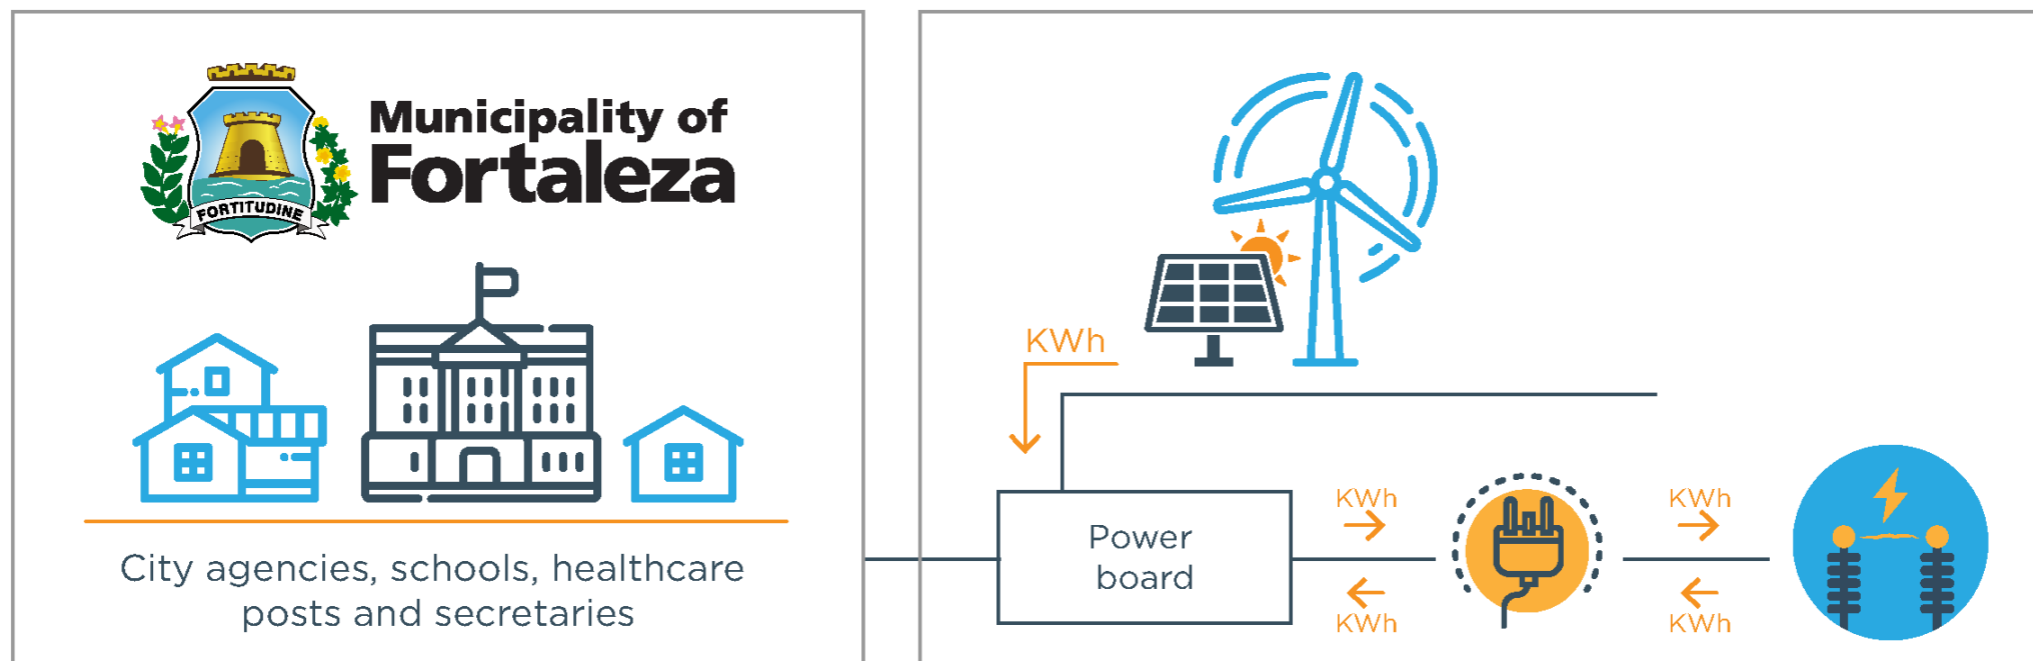 Municipality of
Fortaleza
FORTITUDINE
City agencies, schools, healthcare
posts and secretaries
KWh
Power
board
KWh
KWh
KWh
KWh